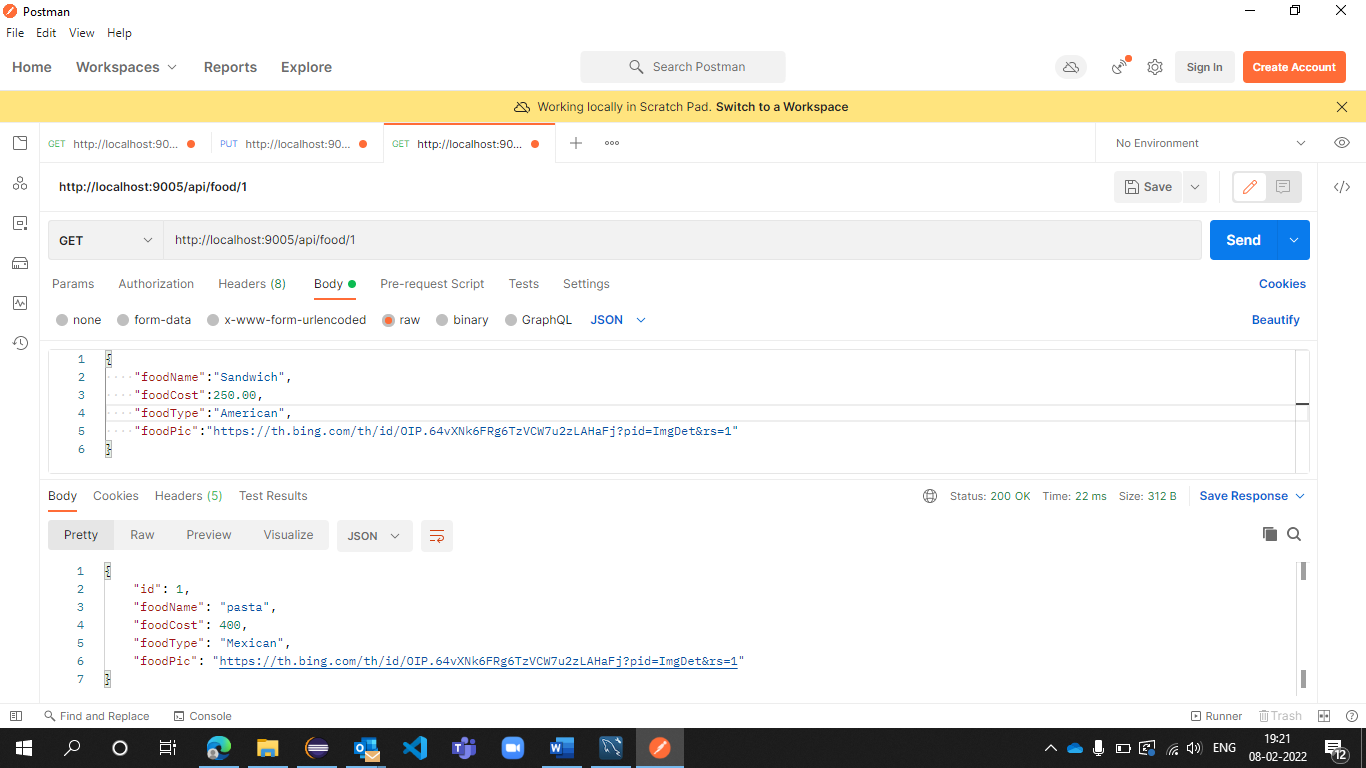 Postman
File Edit View Help
Home Workspaces Reports Explore Search Postman Sign In Create Account
Working locally in Scratch Pad. Switch to a Workspace
GET http://localhost:90... PUT http://localhost:90... GET http://localhost:90... No Environment
http://localhost:9005/api/food/1 Save
GET http://localhost:9005/api/food/1 Send
Params Authorization Headers (8) Body Pre-request Script Tests Settings Cookies
none form-data x-www-form-urlencoded raw binary GraphQL JSON Beautify
1 {
2 "foodName":"Sandwich",
3 "foodCost":250.00,
4 "foodType":"American",
5 "foodPic":"https://th.bing.com/th/id/OIP.64vXNk6FRg6TzVCW7u2zLAHaFj?pid=ImgDet&rs=1"
6 }
Body Cookies Headers (5) Test Results Status: 200 OK Time: 22 ms Size: 312 B Save Response
Pretty Raw Preview Visualize JSON
1 {
2 "id": 1,
3 "foodName": "pasta",
4 "foodCost": 400,
5 "foodType": "Mexican",
6 "foodPic": "https://th.bing.com/th/id/OIP.64vXNk6FRg6TzVCW7u2zLAHaFj?pid=ImgDet&rs=1"
7 }
Find and Replace Console Runner Trash
ENG 19:21
08-02-2022 12